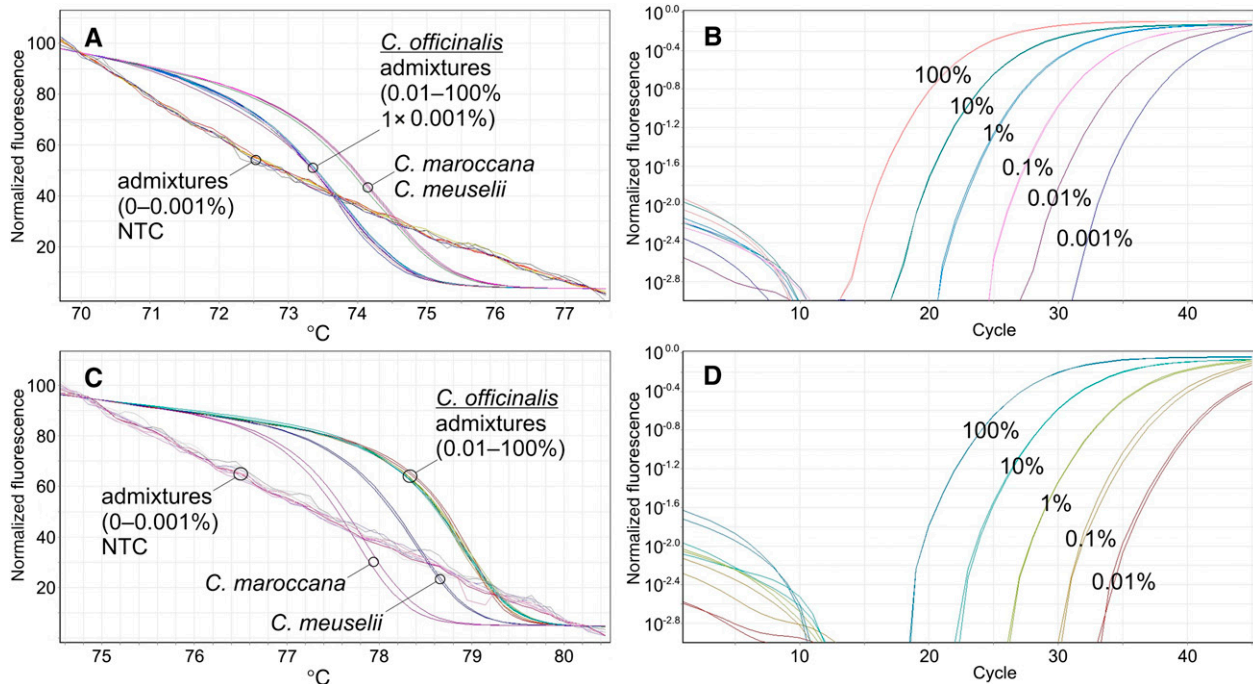 A
Normalized fluorescence
100
80
60
40
20
C. officinalis
admixtures
(0.01–100%
1× 0.001%)
C. maroccana
C. meuselii
admixtures
(0–0.001%)
NTC
70 71 72 73 74 75 76 77
°C
B
Normalized fluorescence
10^0.0
10^-0.4
10^-0.8
10^-1.2
10^-1.6
10^-2.0
10^-2.4
10^-2.8
100%
10%
1%
0.1%
0.01%
0.001%
10 20 30 40
Cycle
C
Normalized fluorescence
100
80
60
40
20
C. officinalis
admixtures
(0.01–100%)
admixtures
(0–0.001%)
NTC
C. maroccana
C. meuselii
75 76 77 78 79 80
°C
D
Normalized fluorescence
10^0.0
10^-0.4
10^-0.8
10^-1.2
10^-1.6
10^-2.0
10^-2.4
10^-2.8
100%
10%
1%
0.1%
0.01%
10 20 30 40
Cycle